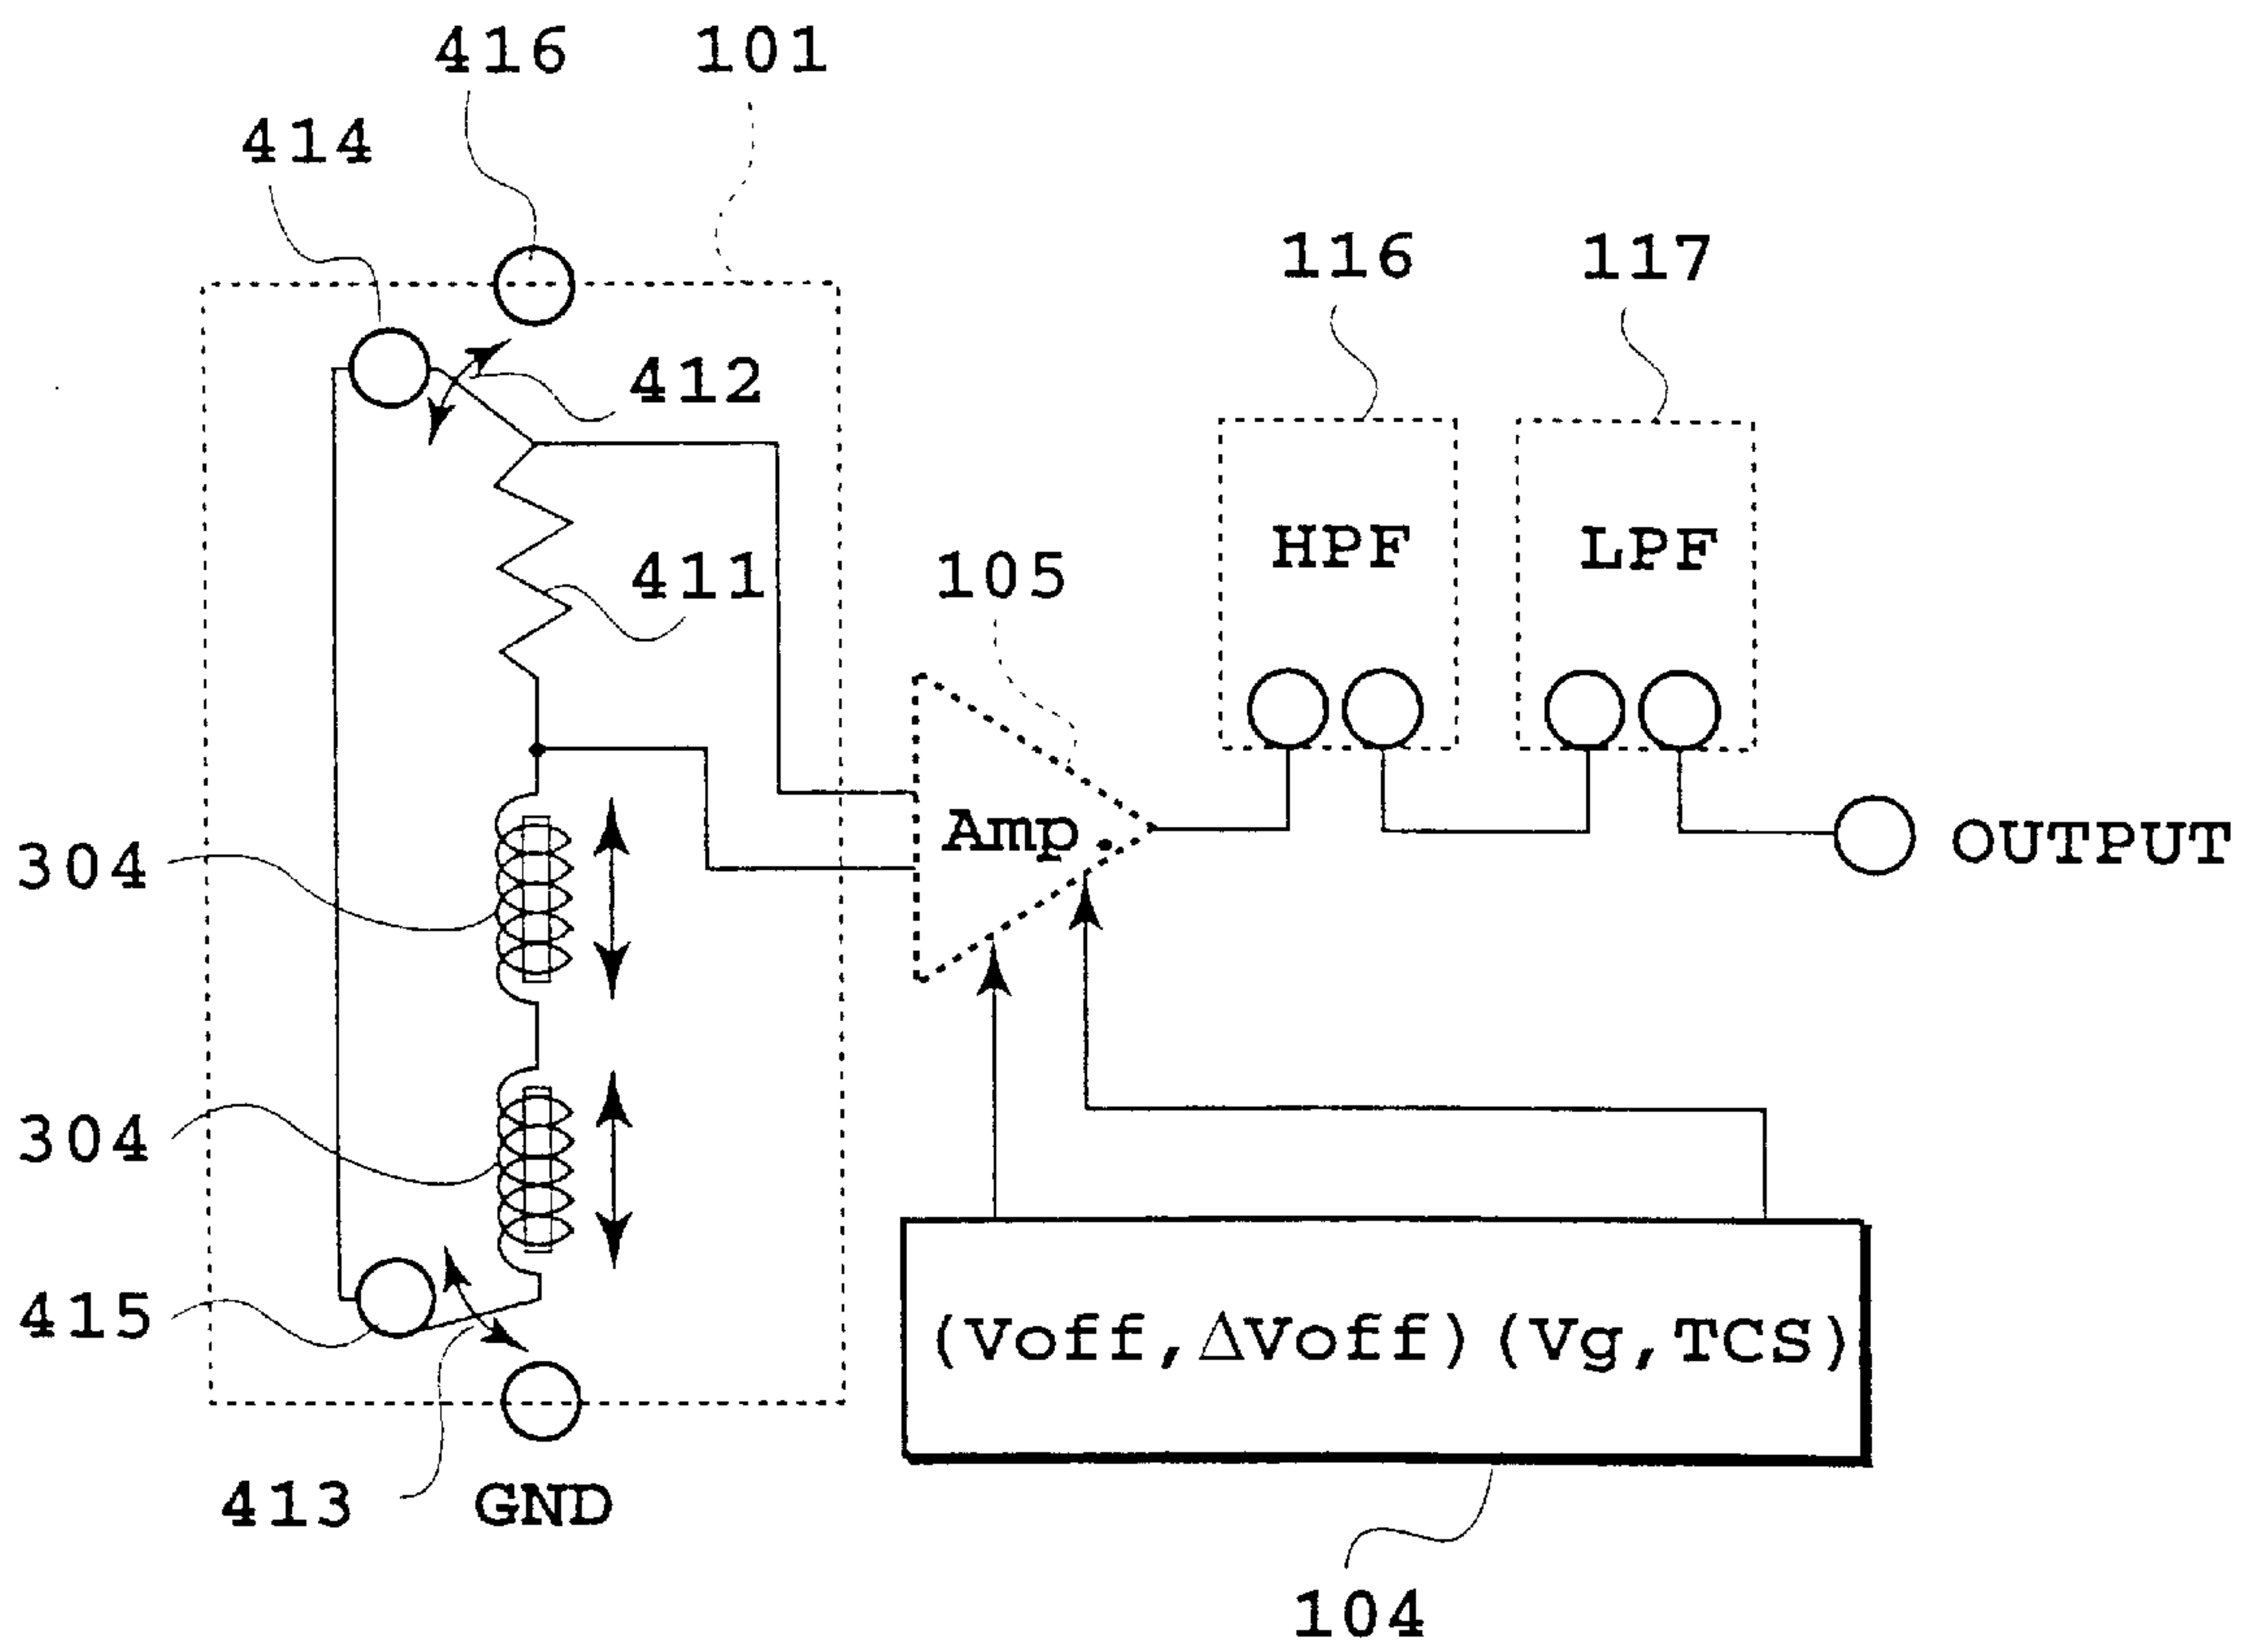 416
101
414
116
117
412
HPF
LPF
411
105
Amp.
OUTPUT
304
304
415
(Voff,ΔVoff)(Vg,TCS)
413
GND
104